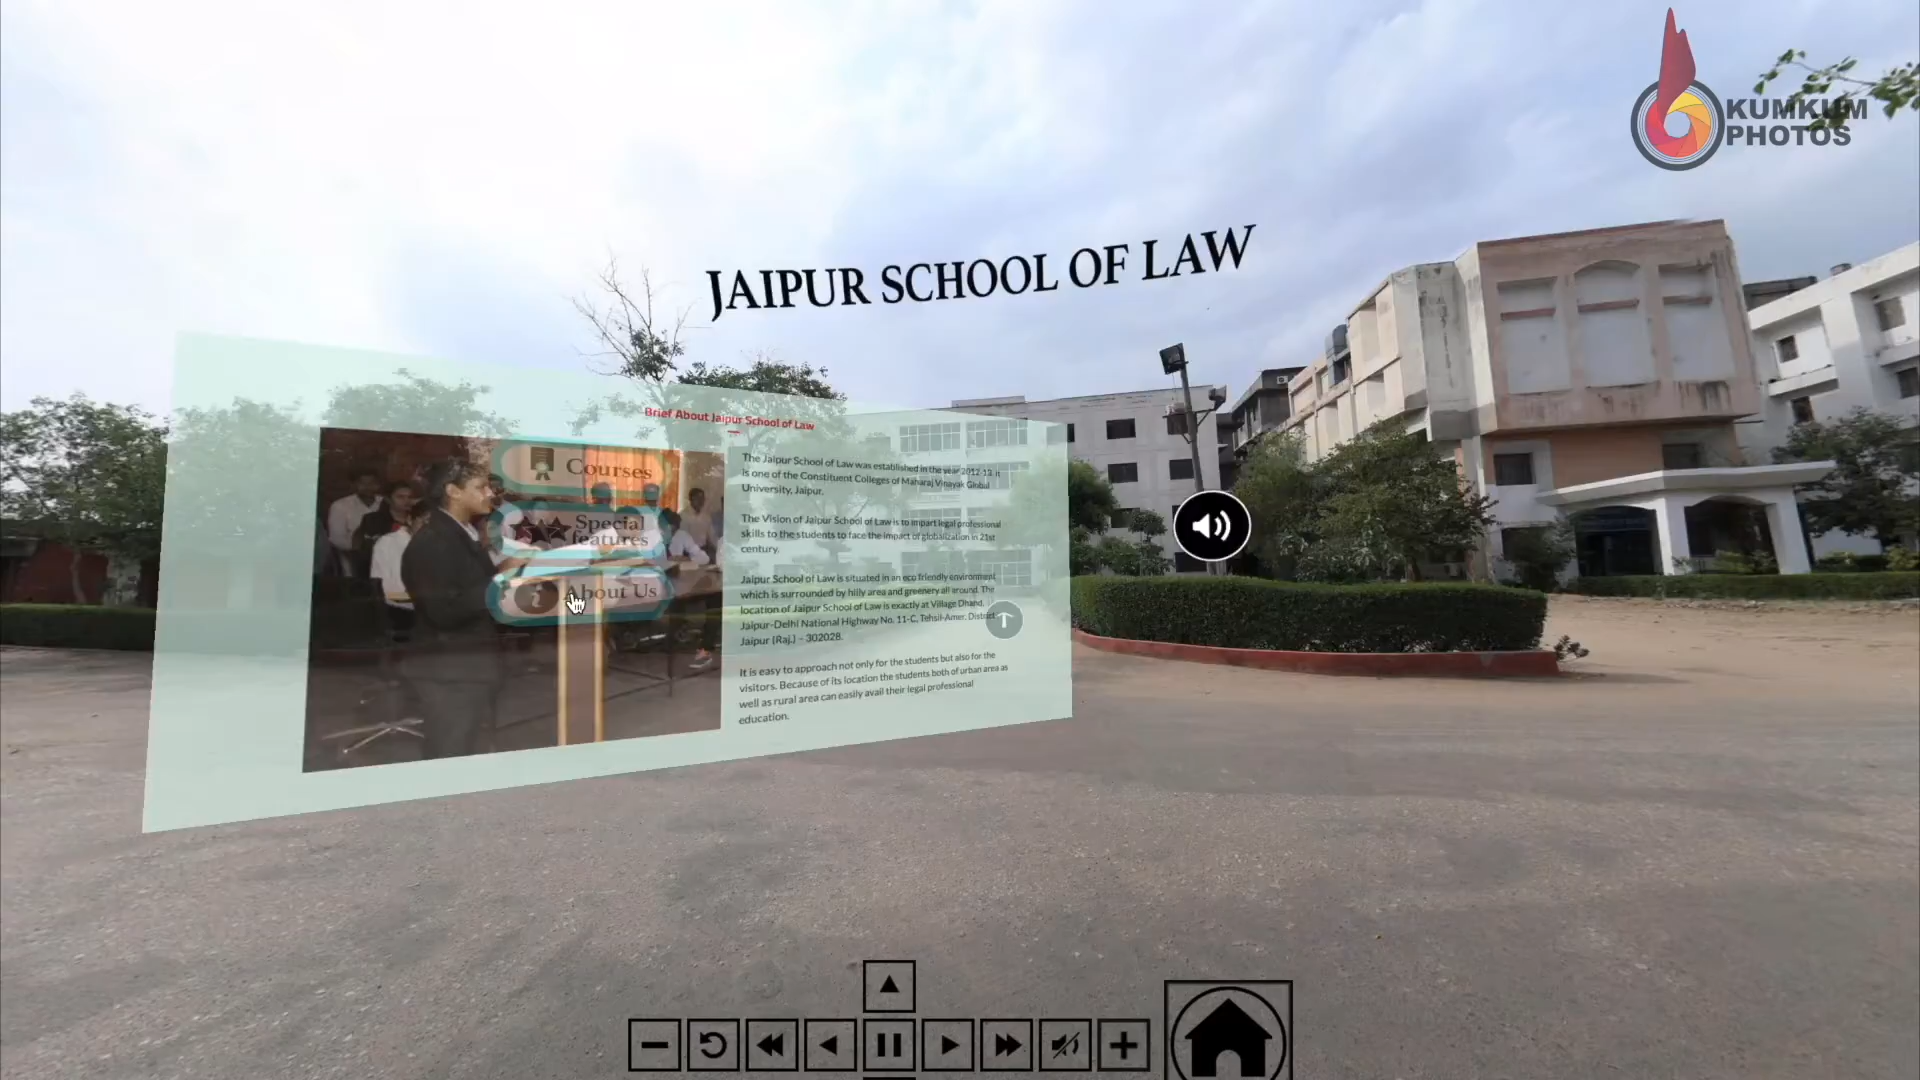 KUMKUM
PHOTOS
JAIPUR SCHOOL OF LAW
Brief About Jaipur School of Law
Courses
Special
features
About Us
The Jaipur School of Law was established in the year 2012-13. It
is one of the Constituent Colleges of Maharaj Vinayak Global
University, Jaipur.
The Vision of Jaipur School of Law is to impart legal professional
skills to the students to face the impact of globalization in 21st
century.
Jaipur School of Law is situated in an eco friendly environment
which is surrounded by hilly area and greenery all around. The
location of Jaipur School of Law is exactly at Village Dhand,
Jaipur-Delhi National Highway No. 11-C, Tehsil-Amer, District
Jaipur (Raj.) – 302028.
It is easy to approach not only for the students but also for the
visitors. Because of its location the students both of urban area as
well as rural area can easily avail their legal professional
education.